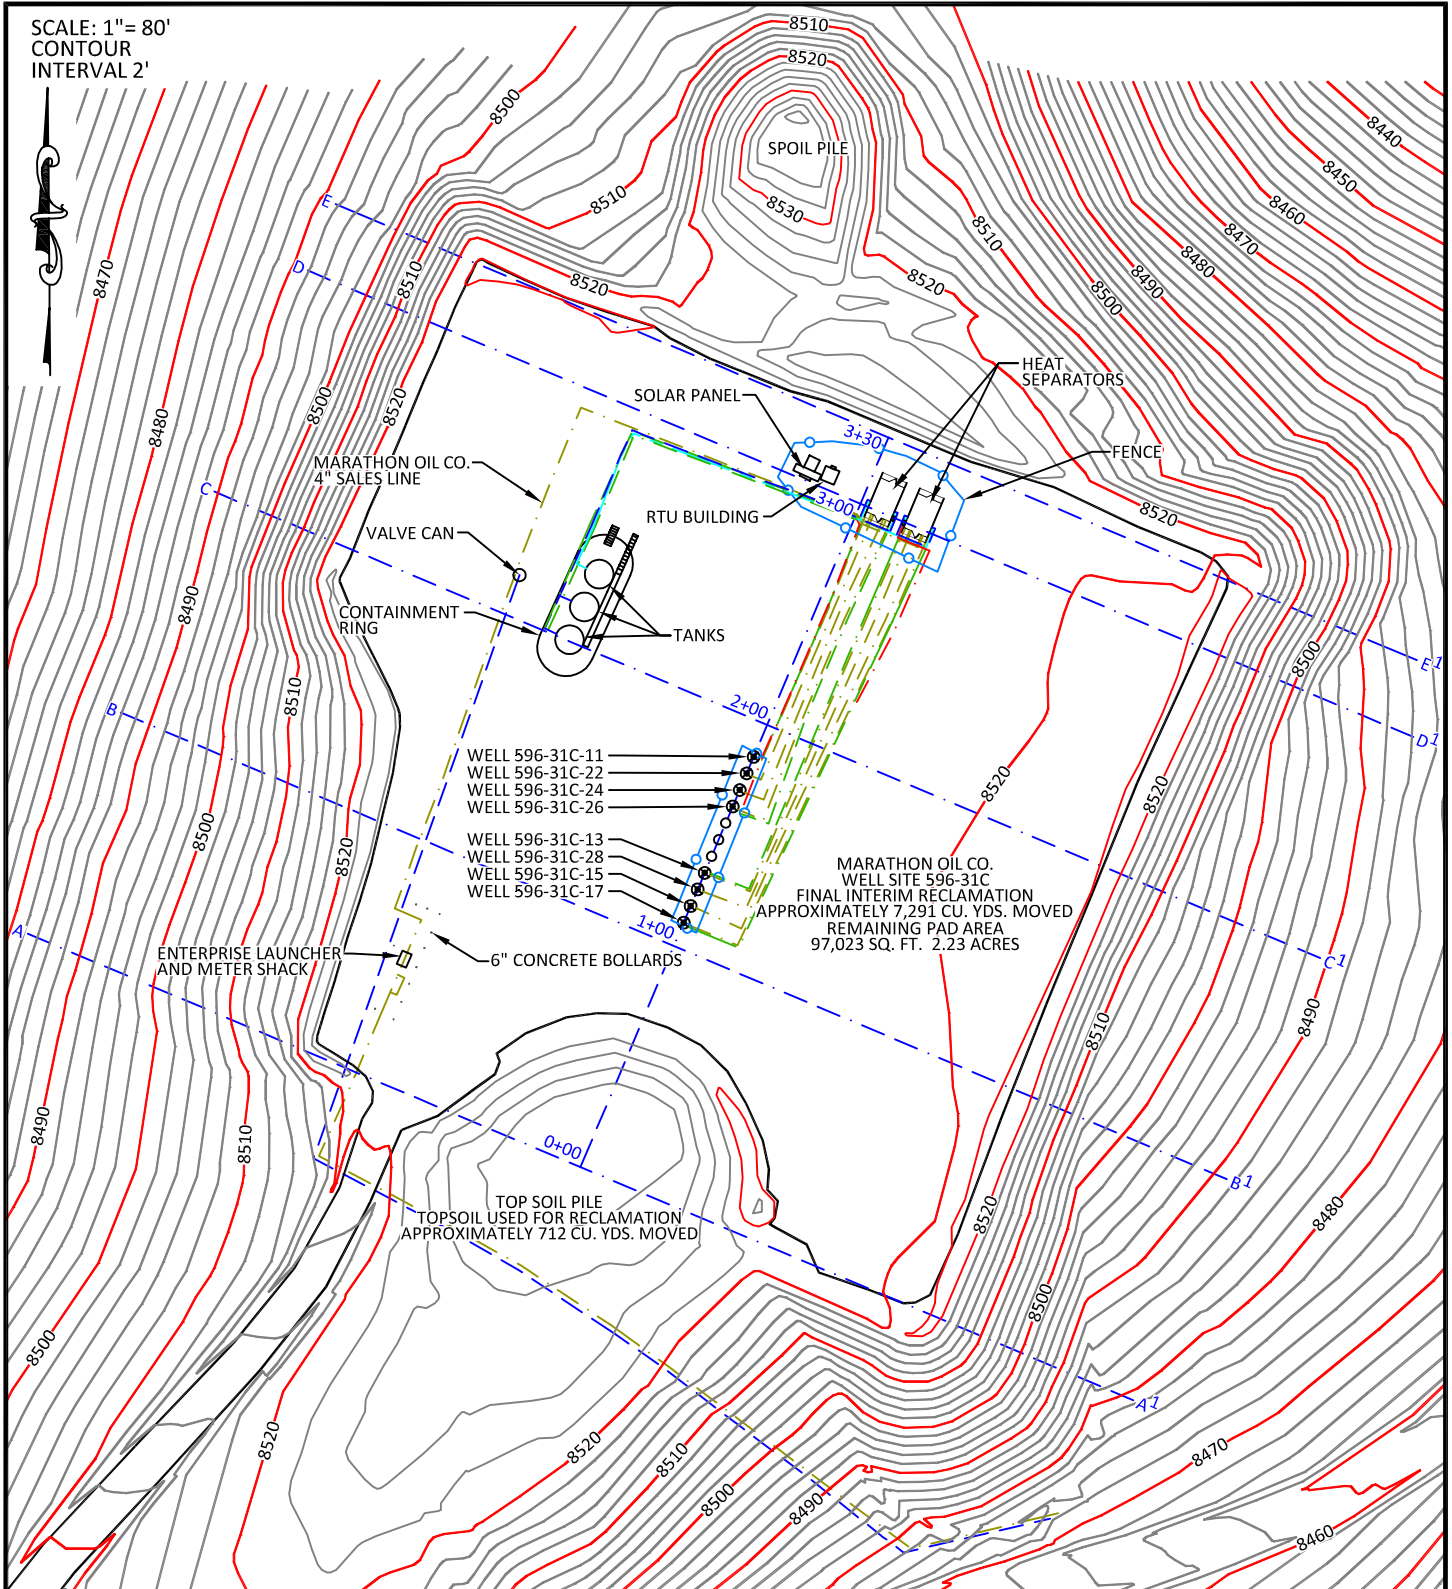 SCALE: 1"= 80'
CONTOUR
INTERVAL 2'
8510
8520
SPOIL PILE
8530
8500
8510
8510
8520
8520
8510
8470
8440
8450
8460
8470
8480
8490
8500
E
D
C
B
A
8480
8500
8520
8490
HEAT
SEPARATORS
SOLAR PANEL
3+30
FENCE
MARATHON OIL CO.
4" SALES LINE
3+00
RTU BUILDING
8520
VALVE CAN
CONTAINMENT
RING
TANKS
8510
2+00
8500
E1
D1
C1
B1
A1
WELL 596-31C-11
WELL 596-31C-22
WELL 596-31C-24
WELL 596-31C-26
WELL 596-31C-13
WELL 596-31C-28
WELL 596-31C-15
WELL 596-31C-17
8520
8520
8500
8520
MARATHON OIL CO.
WELL SITE 596-31C
FINAL INTERIM RECLAMATION
APPROXIMATELY 7,291 CU. YDS. MOVED
REMAINING PAD AREA
97,023 SQ. FT. 2.23 ACRES
1+00
ENTERPRISE LAUNCHER
AND METER SHACK
6" CONCRETE BOLLARDS
8510
8490
8490
8510
0+00
TOP SOIL PILE
TOPSOIL USED FOR RECLAMATION
APPROXIMATELY 712 CU. YDS. MOVED
8520
8480
8500
8500
8520
8520
8510
8500
8490
8470
8460